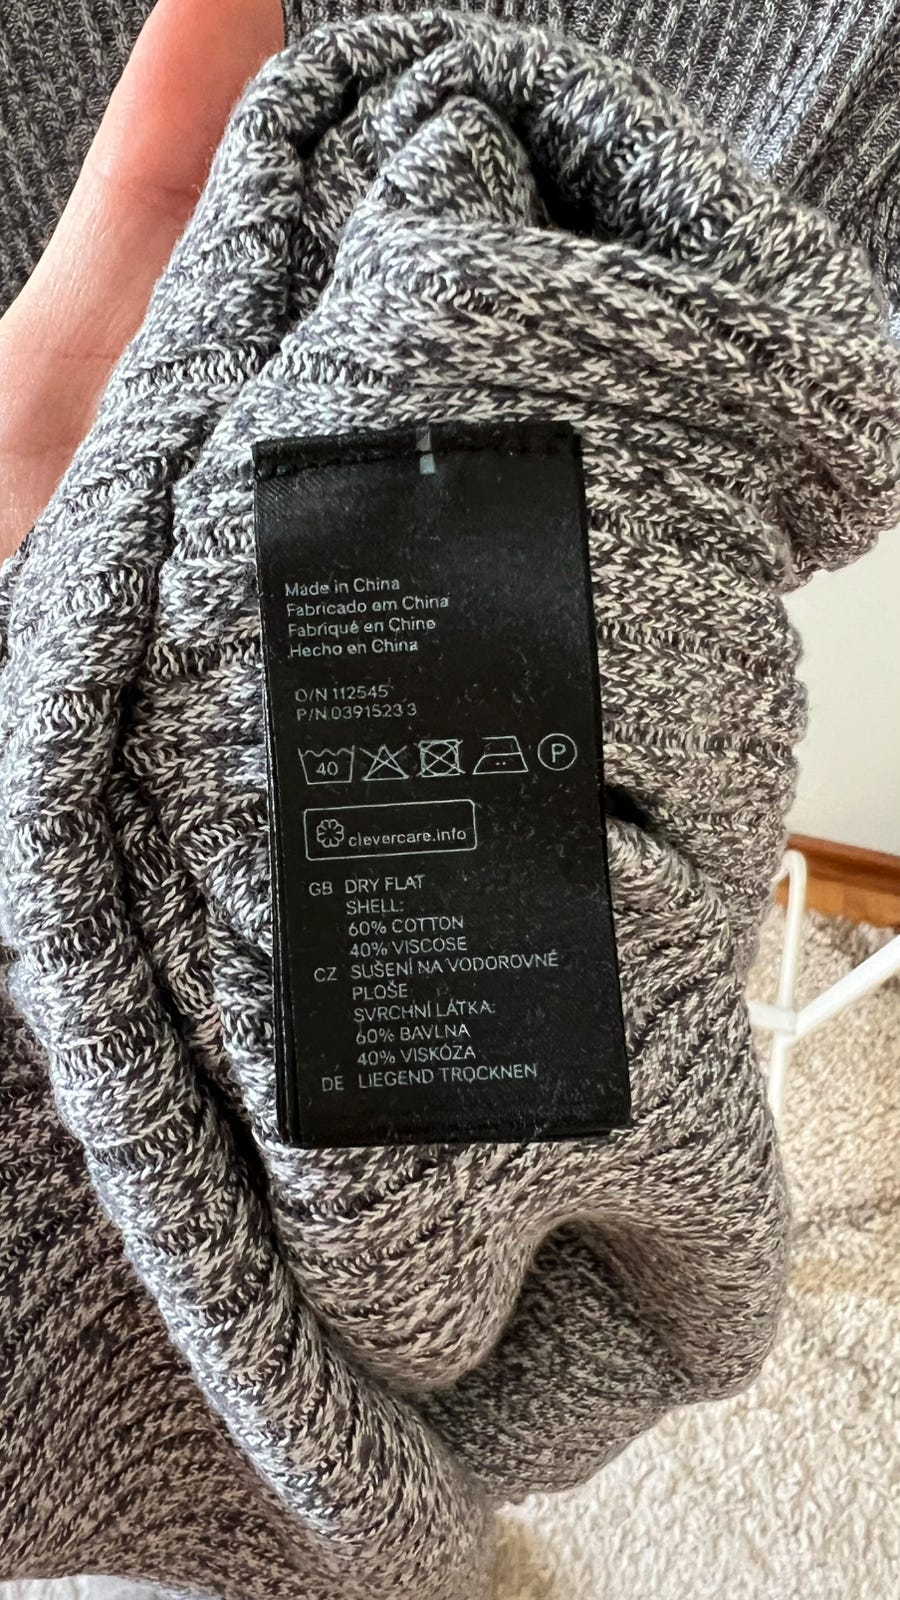 Made in China
Fabricado em China
Fabriqué en Chine
Hecho en China
O/N 112545
P/N 0391523 3
40
P
clevercare.info
GB DRY FLAT
SHELL:
60% COTTON
40% VISCOSE
CZ SUŠENÍ NA VODOROVNÉ
PLOŠE
SVRCHNÍ LÁTKA:
60% BAVLNA
40% VISKÓZA
DE LIEGEND TROCKNEN